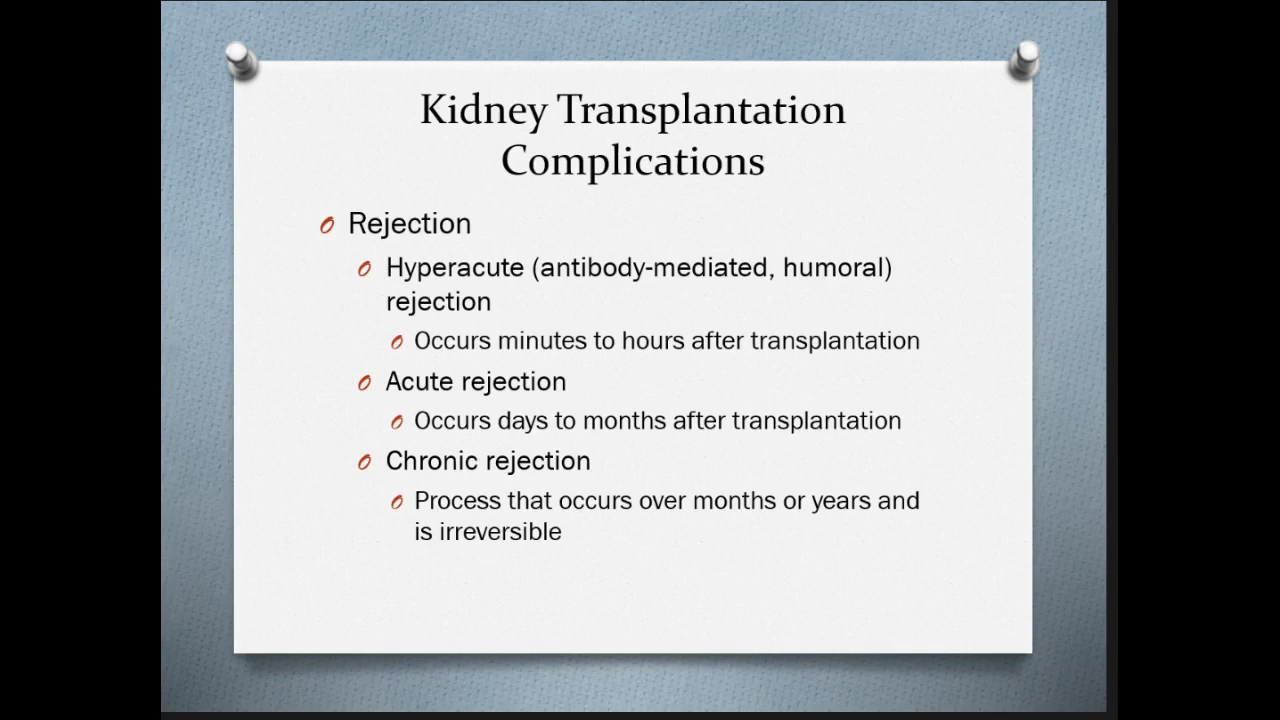 Kidney Transplantation
Complications
Rejection
Hyperacute (antibody-mediated, humoral)
rejection
Occurs minutes to hours after transplantation
Acute rejection
Occurs days to months after transplantation
Chronic rejection
Process that occurs over months or years and
is irreversible